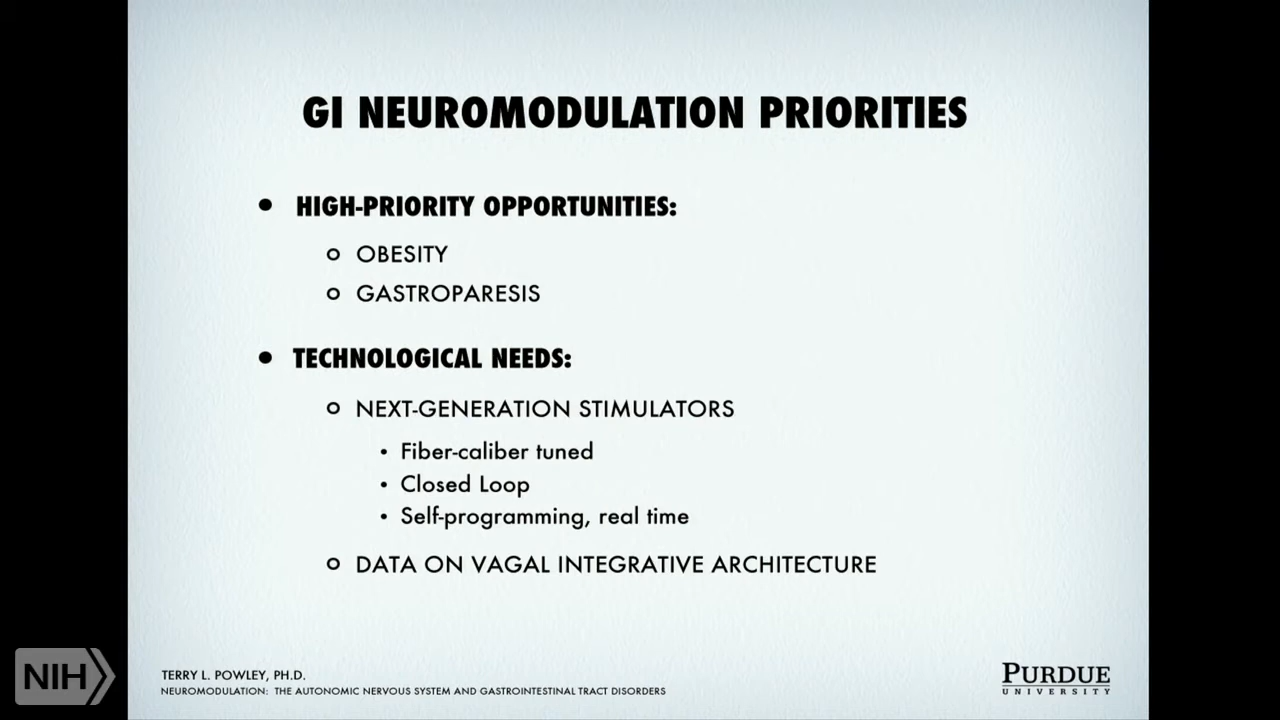 GI NEUROMODULATION PRIORITIES
• HIGH-PRIORITY OPPORTUNITIES:
o OBESITY
o GASTROPARESIS
• TECHNOLOGICAL NEEDS:
o NEXT-GENERATION STIMULATORS
• Fiber-caliber tuned
• Closed Loop
• Self-programming, real time
o DATA ON VAGAL INTEGRATIVE ARCHITECTURE
NIH
TERRY L. POWLEY, PH.D.
NEUROMODULATION: THE AUTONOMIC NERVOUS SYSTEM AND GASTROINTESTINAL TRACT DISORDERS
PURDUE
UNIVERSITY